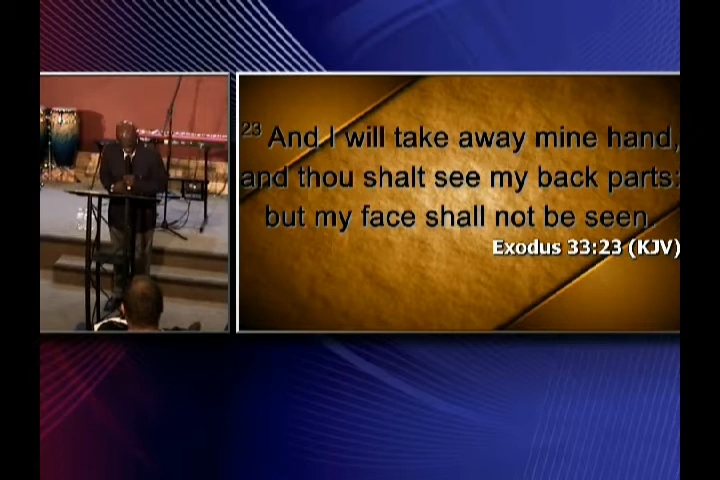 23 And I will take away mine hand,
and thou shalt see my back parts:
but my face shall not be seen.
Exodus 33:23 (KJV)